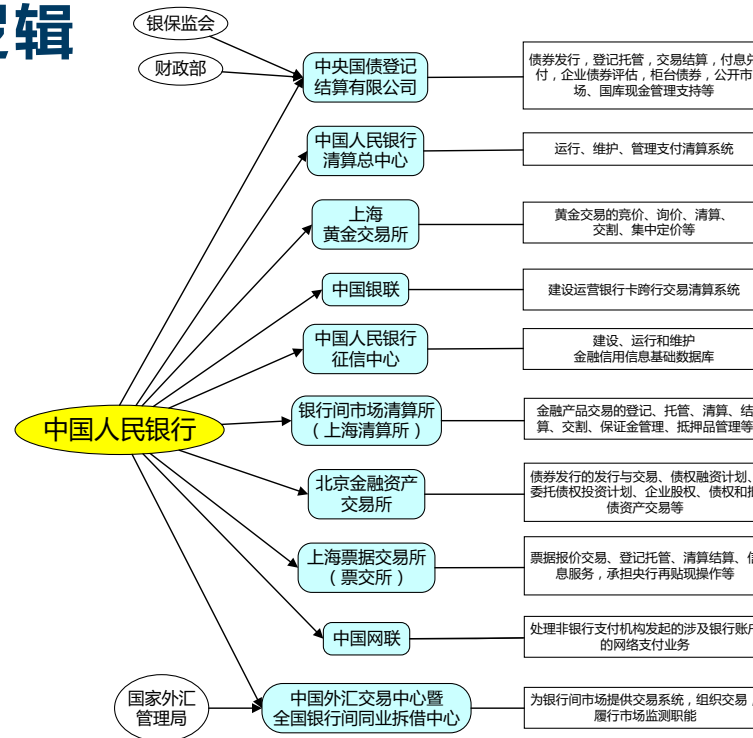 逻辑
银保监会
财政部
中央国债登记
结算有限公司
债券发行，登记托管，交易结算，付息兑
付，企业债券评估，柜台债券，公开市
场、国库现金管理支持等
中国人民银行
清算总中心
运行、维护、管理支付清算系统
上海
黄金交易所
黄金交易的竞价、询价、清算、
交割、集中定价等
中国银联
建设运营银行卡跨行交易清算系统
中国人民银行
征信中心
建设、运行和维护
金融信用信息基础数据库
中国人民银行
银行间市场清算所
（上海清算所）
金融产品交易的登记、托管、清算、结
算、交割、保证金管理、抵押品管理等
北京金融资产
交易所
债券发行的发行与交易、债权融资计划、
委托债权投资计划、企业股权、债权和抵
债资产交易等
上海票据交易所
（票交所）
票据报价交易、登记托管、清算结算、信
息服务，承担央行再贴现操作等
中国网联
处理非银行支付机构发起的涉及银行账户
的网络支付业务
国家外汇
管理局
中国外汇交易中心暨
全国银行间同业拆借中心
为银行间市场提供交易系统，组织交易，
履行市场监测职能